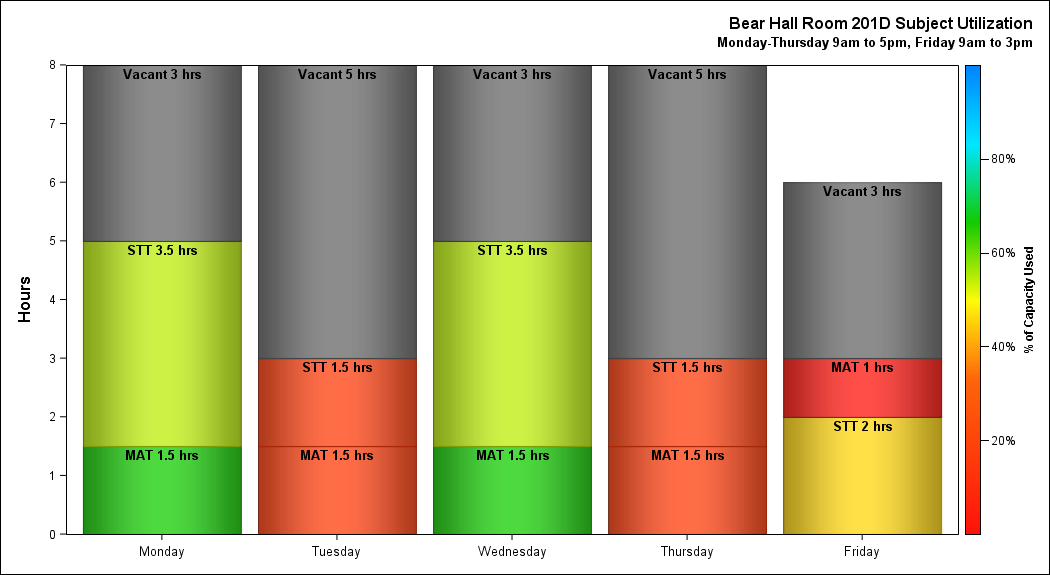 Bear Hall Room 201D Subject Utilization
Monday-Thursday 9am to 5pm, Friday 9am to 3pm
Hours
8
7
6
5
4
3
2
1
0
Vacant 3 hrs
STT 3.5 hrs
MAT 1.5 hrs
Vacant 5 hrs
STT 1.5 hrs
MAT 1.5 hrs
Vacant 3 hrs
STT 3.5 hrs
MAT 1.5 hrs
Vacant 5 hrs
STT 1.5 hrs
MAT 1.5 hrs
Vacant 3 hrs
MAT 1 hrs
STT 2 hrs
Monday
Tuesday
Wednesday
Thursday
Friday
80%
60%
40%
20%
% of Capacity Used